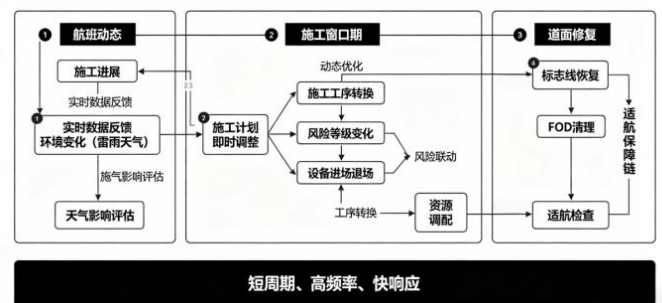 1 航班动态
2 施工窗口期
3 道面修复
施工进展
实时数据反馈
1 实时数据反馈
环境变化（雷雨天气）
施气影响评估
天气影响评估
23
3 施工计划
即时调整
动态优化
施工工序转换
风险等级变化
设备进场退场
风险联动
工序转换
资源
调配
4 标志线恢复
FOD清理
适航检查
适航保障链
短周期、高频率、快响应